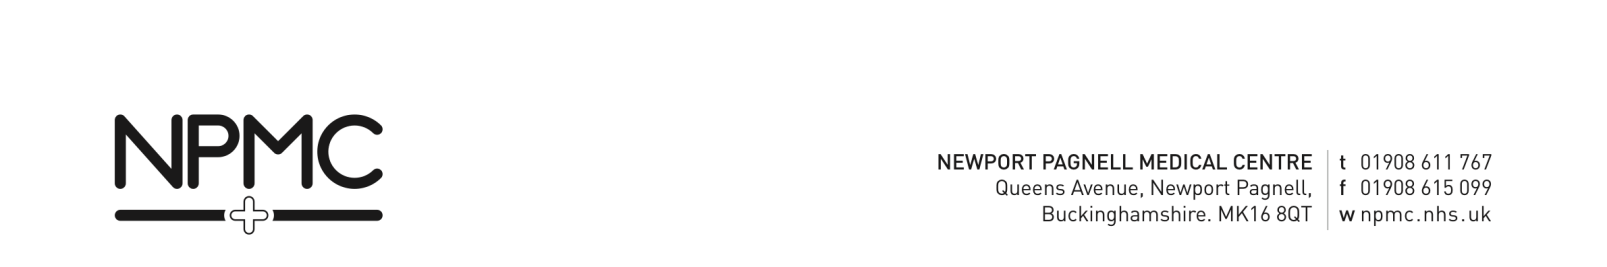 NPMC
NEWPORT PAGNELL MEDICAL CENTRE
Queens Avenue, Newport Pagnell,
Buckinghamshire. MK16 8QT
t 01908 611 767
f 01908 615 099
w npmc.nhs.uk